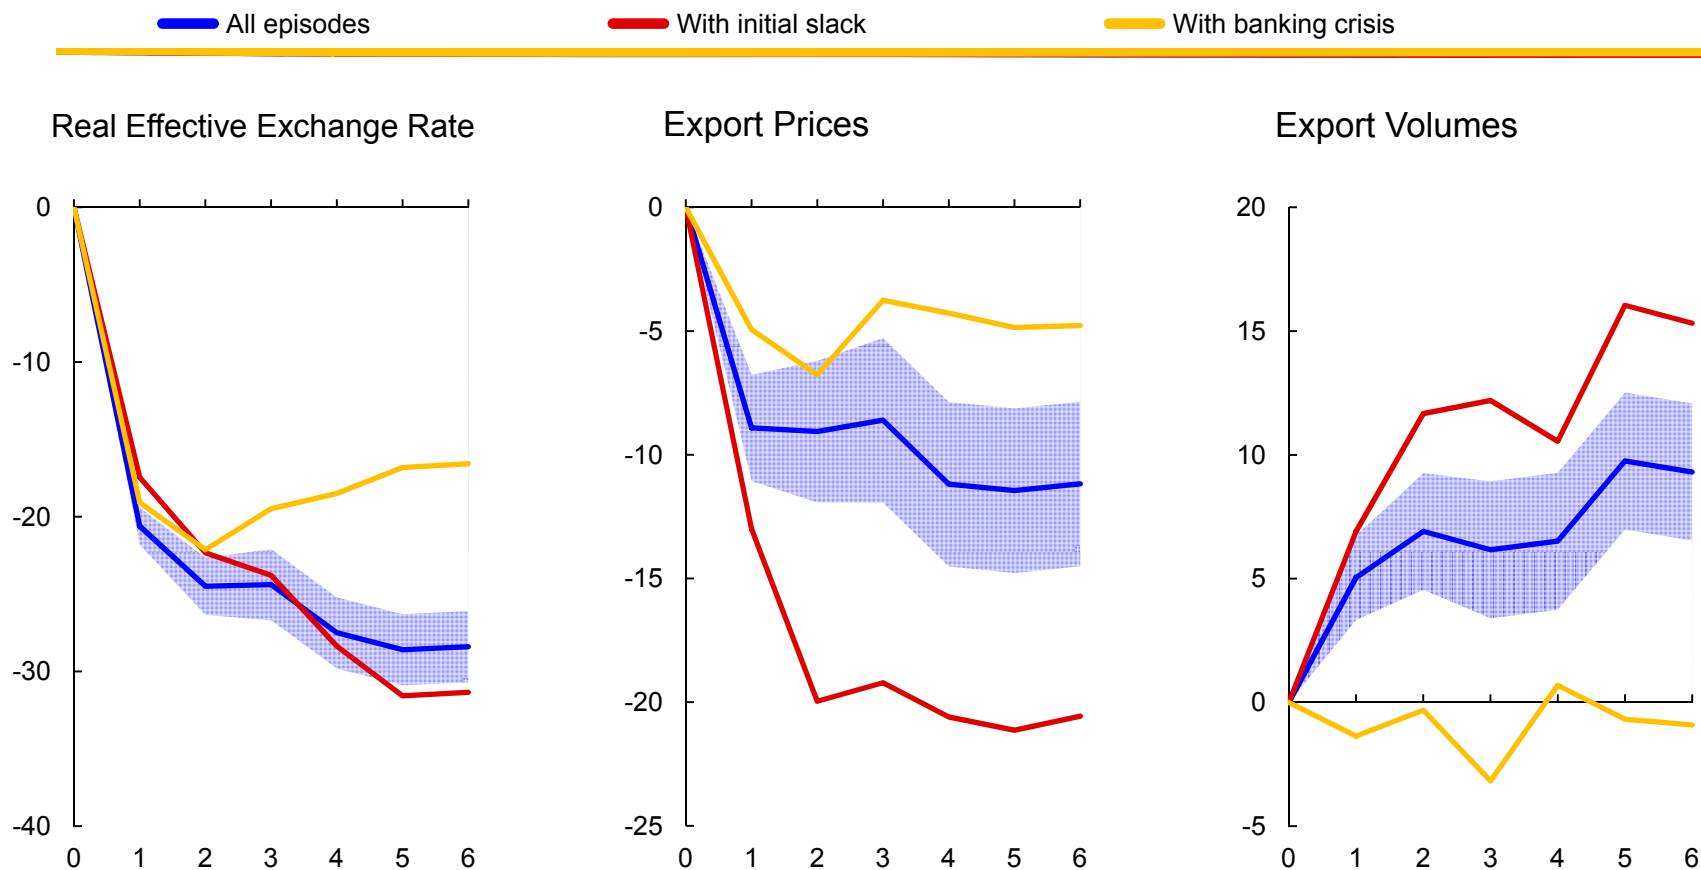 All episodes With initial slack With banking crisis
Real Effective Exchange Rate
0
-10
-20
-30
-40
0 1 2 3 4 5 6
Export Prices
0
-5
-10
-15
-20
-25
0 1 2 3 4 5 6
Export Volumes
20
15
10
5
0
-5
0 1 2 3 4 5 6